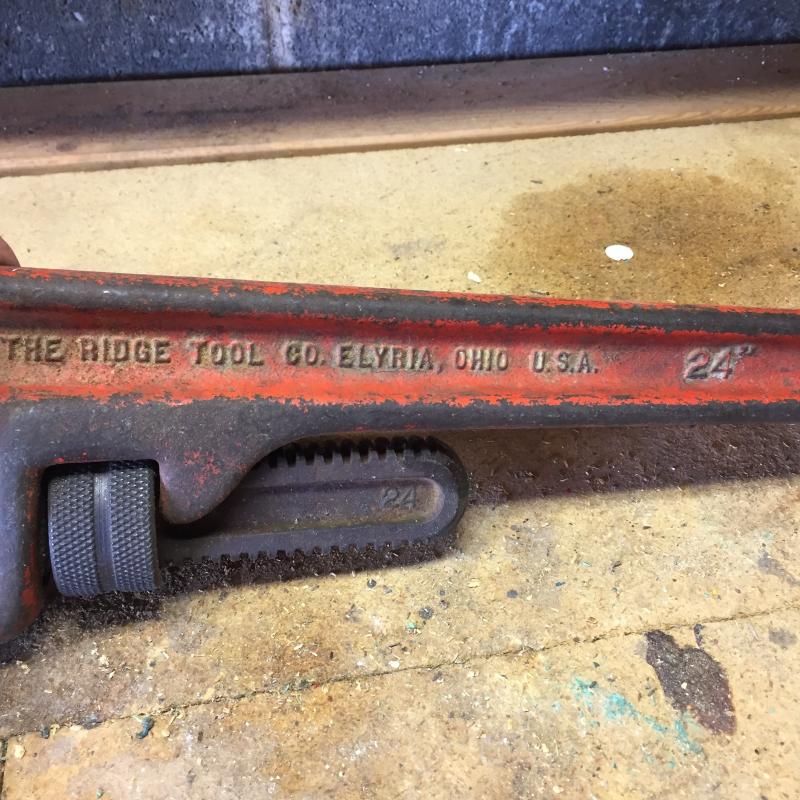 THE RIDGE TOOL CO. ELYRIA, OHIO U.S.A. 24"
24